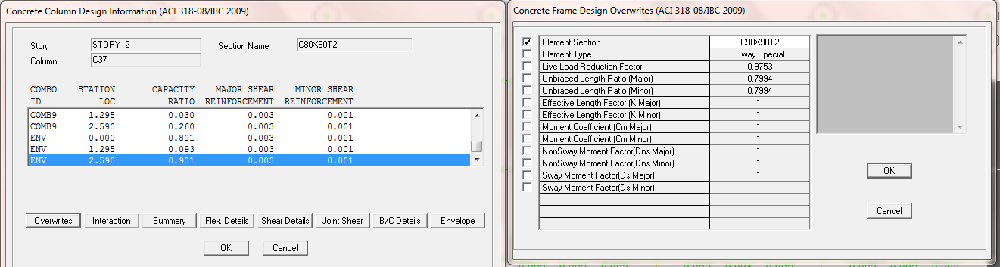 Concrete Column Design Information (ACI 318-08/IBC 2009)
Story STORY12 Section Name C80X80T2
Column C37
COMBO STATION CAPACITY MAJOR SHEAR MINOR SHEAR
ID LOC RATIO REINFORCEMENT REINFORCEMENT
COMB9 1.295 0.030 0.003 0.001
COMB9 2.590 0.260 0.003 0.001
ENV 0.000 0.801 0.003 0.001
ENV 1.295 0.093 0.003 0.001
ENV 2.590 0.931 0.003 0.001
Overwrites Interaction Summary Flex. Details Shear Details Joint Shear B/C Details Envelope
OK Cancel
Concrete Frame Design Overwrites (ACI 318-08/IBC 2009)
Element Section C90X90T2
Element Type Sway Special
Live Load Reduction Factor 0.9753
Unbraced Length Ratio (Major) 0.7994
Unbraced Length Ratio (Minor) 0.7994
Effective Length Factor (K Major) 1.
Effective Length Factor (K Minor) 1.
Moment Coefficient (Cm Major) 1.
Moment Coefficient (Cm Minor) 1.
NonSway Moment Factor(Dns Major) 1.
NonSway Moment Factor(Dns Minor) 1.
Sway Moment Factor(Ds Major) 1.
Sway Moment Factor(Ds Minor) 1.
OK
Cancel